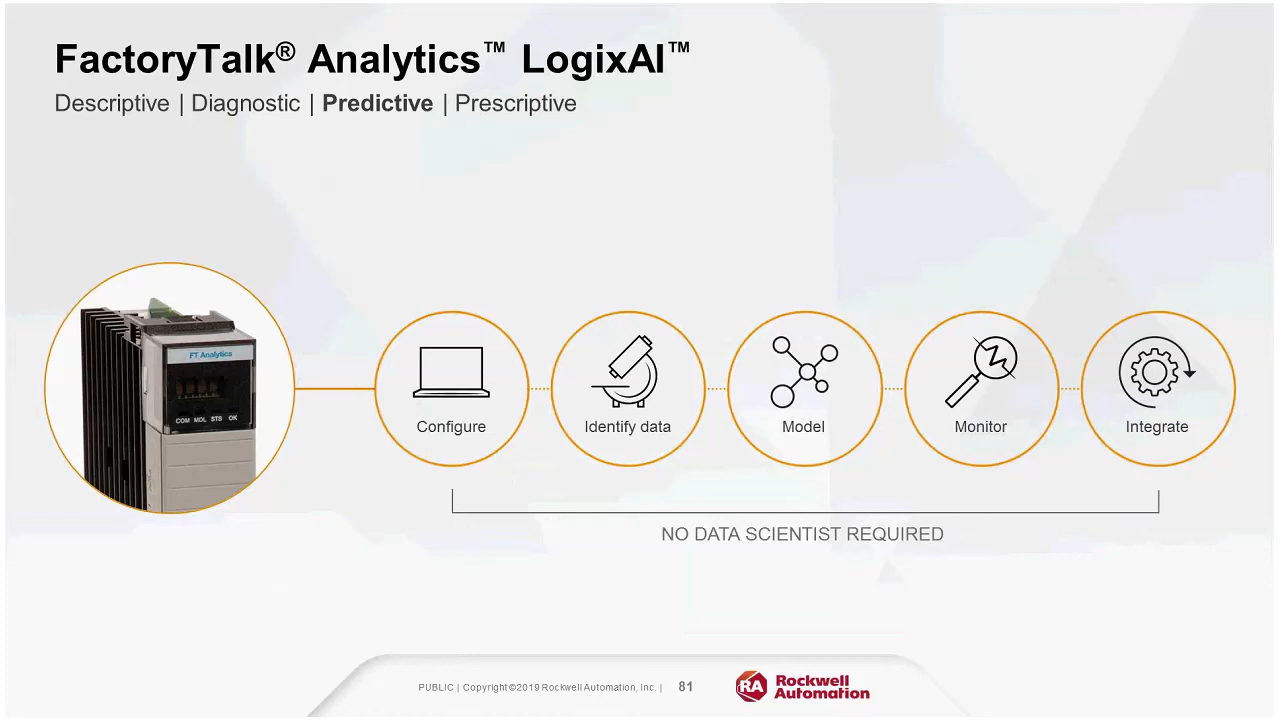 FactoryTalk® Analytics™ LogixAI™
Descriptive | Diagnostic | Predictive | Prescriptive
FT Analytics
COM MDL STS OK
Configure
Identify data
Model
Monitor
Integrate
NO DATA SCIENTIST REQUIRED
PUBLIC | Copyright ©2019 Rockwell Automation, Inc. | 81
RA Rockwell
Automation